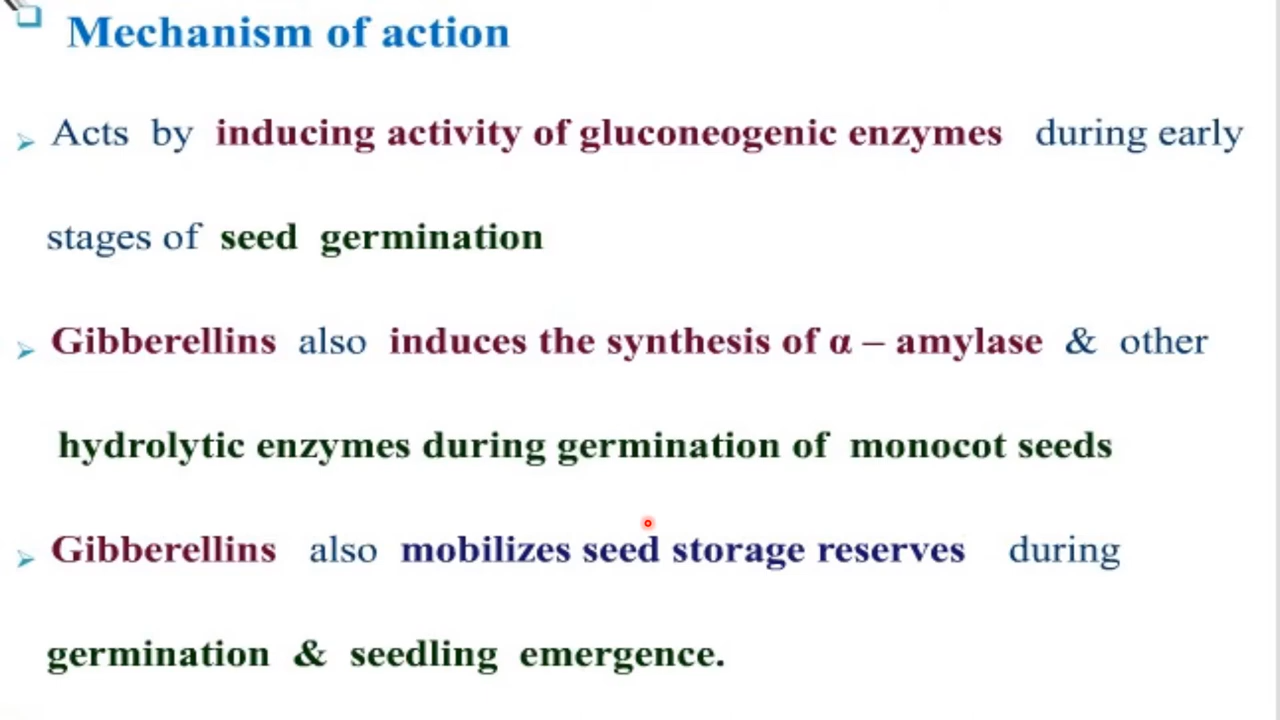 Mechanism of action
Acts by inducing activity of gluconeogenic enzymes during early
stages of seed germination
Gibberellins also induces the synthesis of α – amylase & other
hydrolytic enzymes during germination of monocot seeds
Gibberellins also mobilizes seed storage reserves during
germination & seedling emergence.